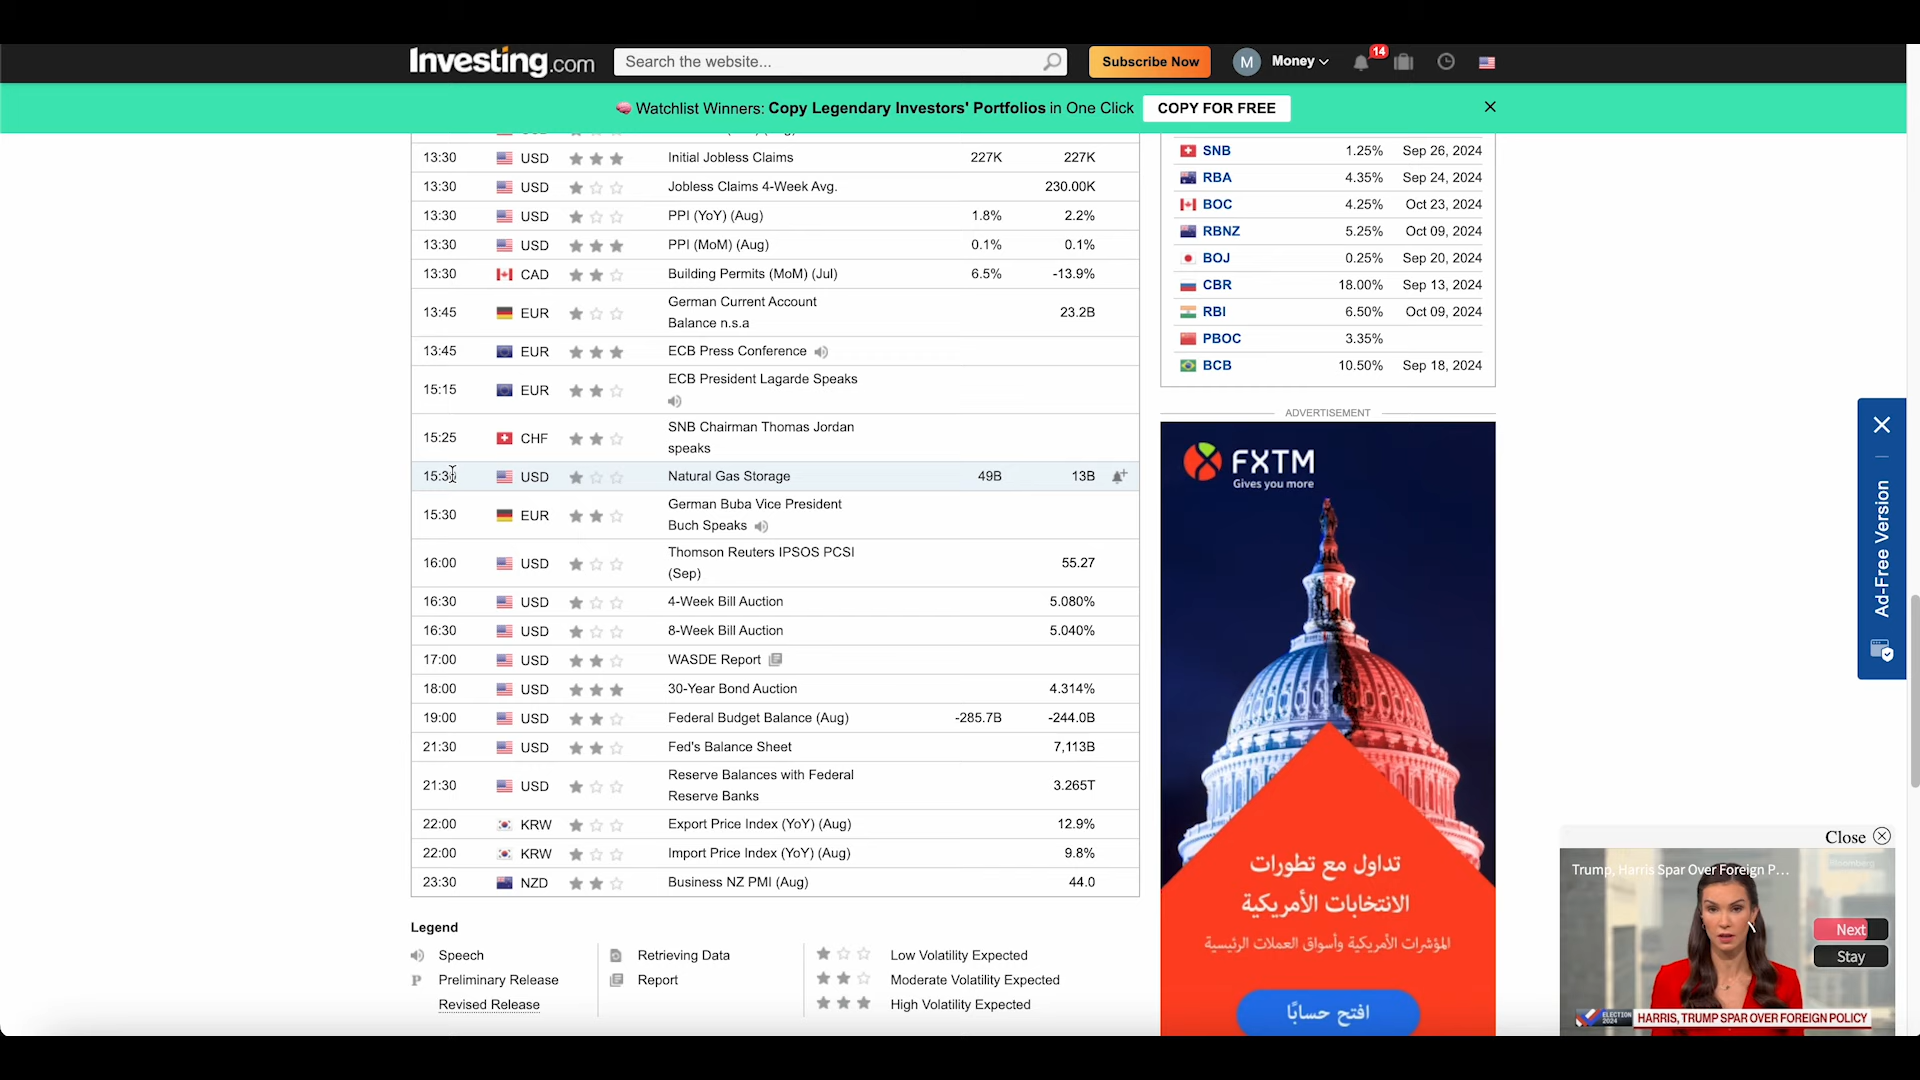 Investing.com
Search the website...
Subscribe Now
M
Money
14
Watchlist Winners: Copy Legendary Investors' Portfolios in One Click
COPY FOR FREE
13:30 USD Initial Jobless Claims 227K 227K
13:30 USD Jobless Claims 4-Week Avg. 230.00K
13:30 USD PPI (YoY) (Aug) 1.8% 2.2%
13:30 USD PPI (MoM) (Aug) 0.1% 0.1%
13:30 CAD Building Permits (MoM) (Jul) 6.5% -13.9%
13:45 EUR German Current Account
Balance n.s.a 23.2B
13:45 EUR ECB Press Conference
15:15 EUR ECB President Lagarde Speaks
15:25 CHF SNB Chairman Thomas Jordan
speaks
15:30 USD Natural Gas Storage 49B 13B
15:30 EUR German Buba Vice President
Buch Speaks
16:00 USD Thomson Reuters IPSOS PCSI
(Sep) 55.27
16:30 USD 4-Week Bill Auction 5.080%
16:30 USD 8-Week Bill Auction 5.040%
17:00 USD WASDE Report
18:00 USD 30-Year Bond Auction 4.314%
19:00 USD Federal Budget Balance (Aug) -285.7B -244.0B
21:30 USD Fed's Balance Sheet 7,113B
21:30 USD Reserve Balances with Federal
Reserve Banks 3.265T
22:00 KRW Export Price Index (YoY) (Aug) 12.9%
22:00 KRW Import Price Index (YoY) (Aug) 9.8%
23:30 NZD Business NZ PMI (Aug) 44.0
Legend
Speech
P Preliminary Release
Revised Release
Retrieving Data
Report
Low Volatility Expected
Moderate Volatility Expected
High Volatility Expected
SNB 1.25% Sep 26, 2024
RBA 4.35% Sep 24, 2024
BOC 4.25% Oct 23, 2024
RBNZ 5.25% Oct 09, 2024
BOJ 0.25% Sep 20, 2024
CBR 18.00% Sep 13, 2024
RBI 6.50% Oct 09, 2024
PBOC 3.35%
BCB 10.50% Sep 18, 2024
ADVERTISEMENT
FXTM
Gives you more
تداول مع تطورات
الانتخابات الأمريكية
المؤشرات الأمريكية وأسواق العملات الرئيسية
افتح حسابًا
Ad-Free Version
Close
Trump, Harris Spar Over Foreign P...
Next
Stay
ELECTION
2024
HARRIS, TRUMP SPAR OVER FOREIGN POLICY